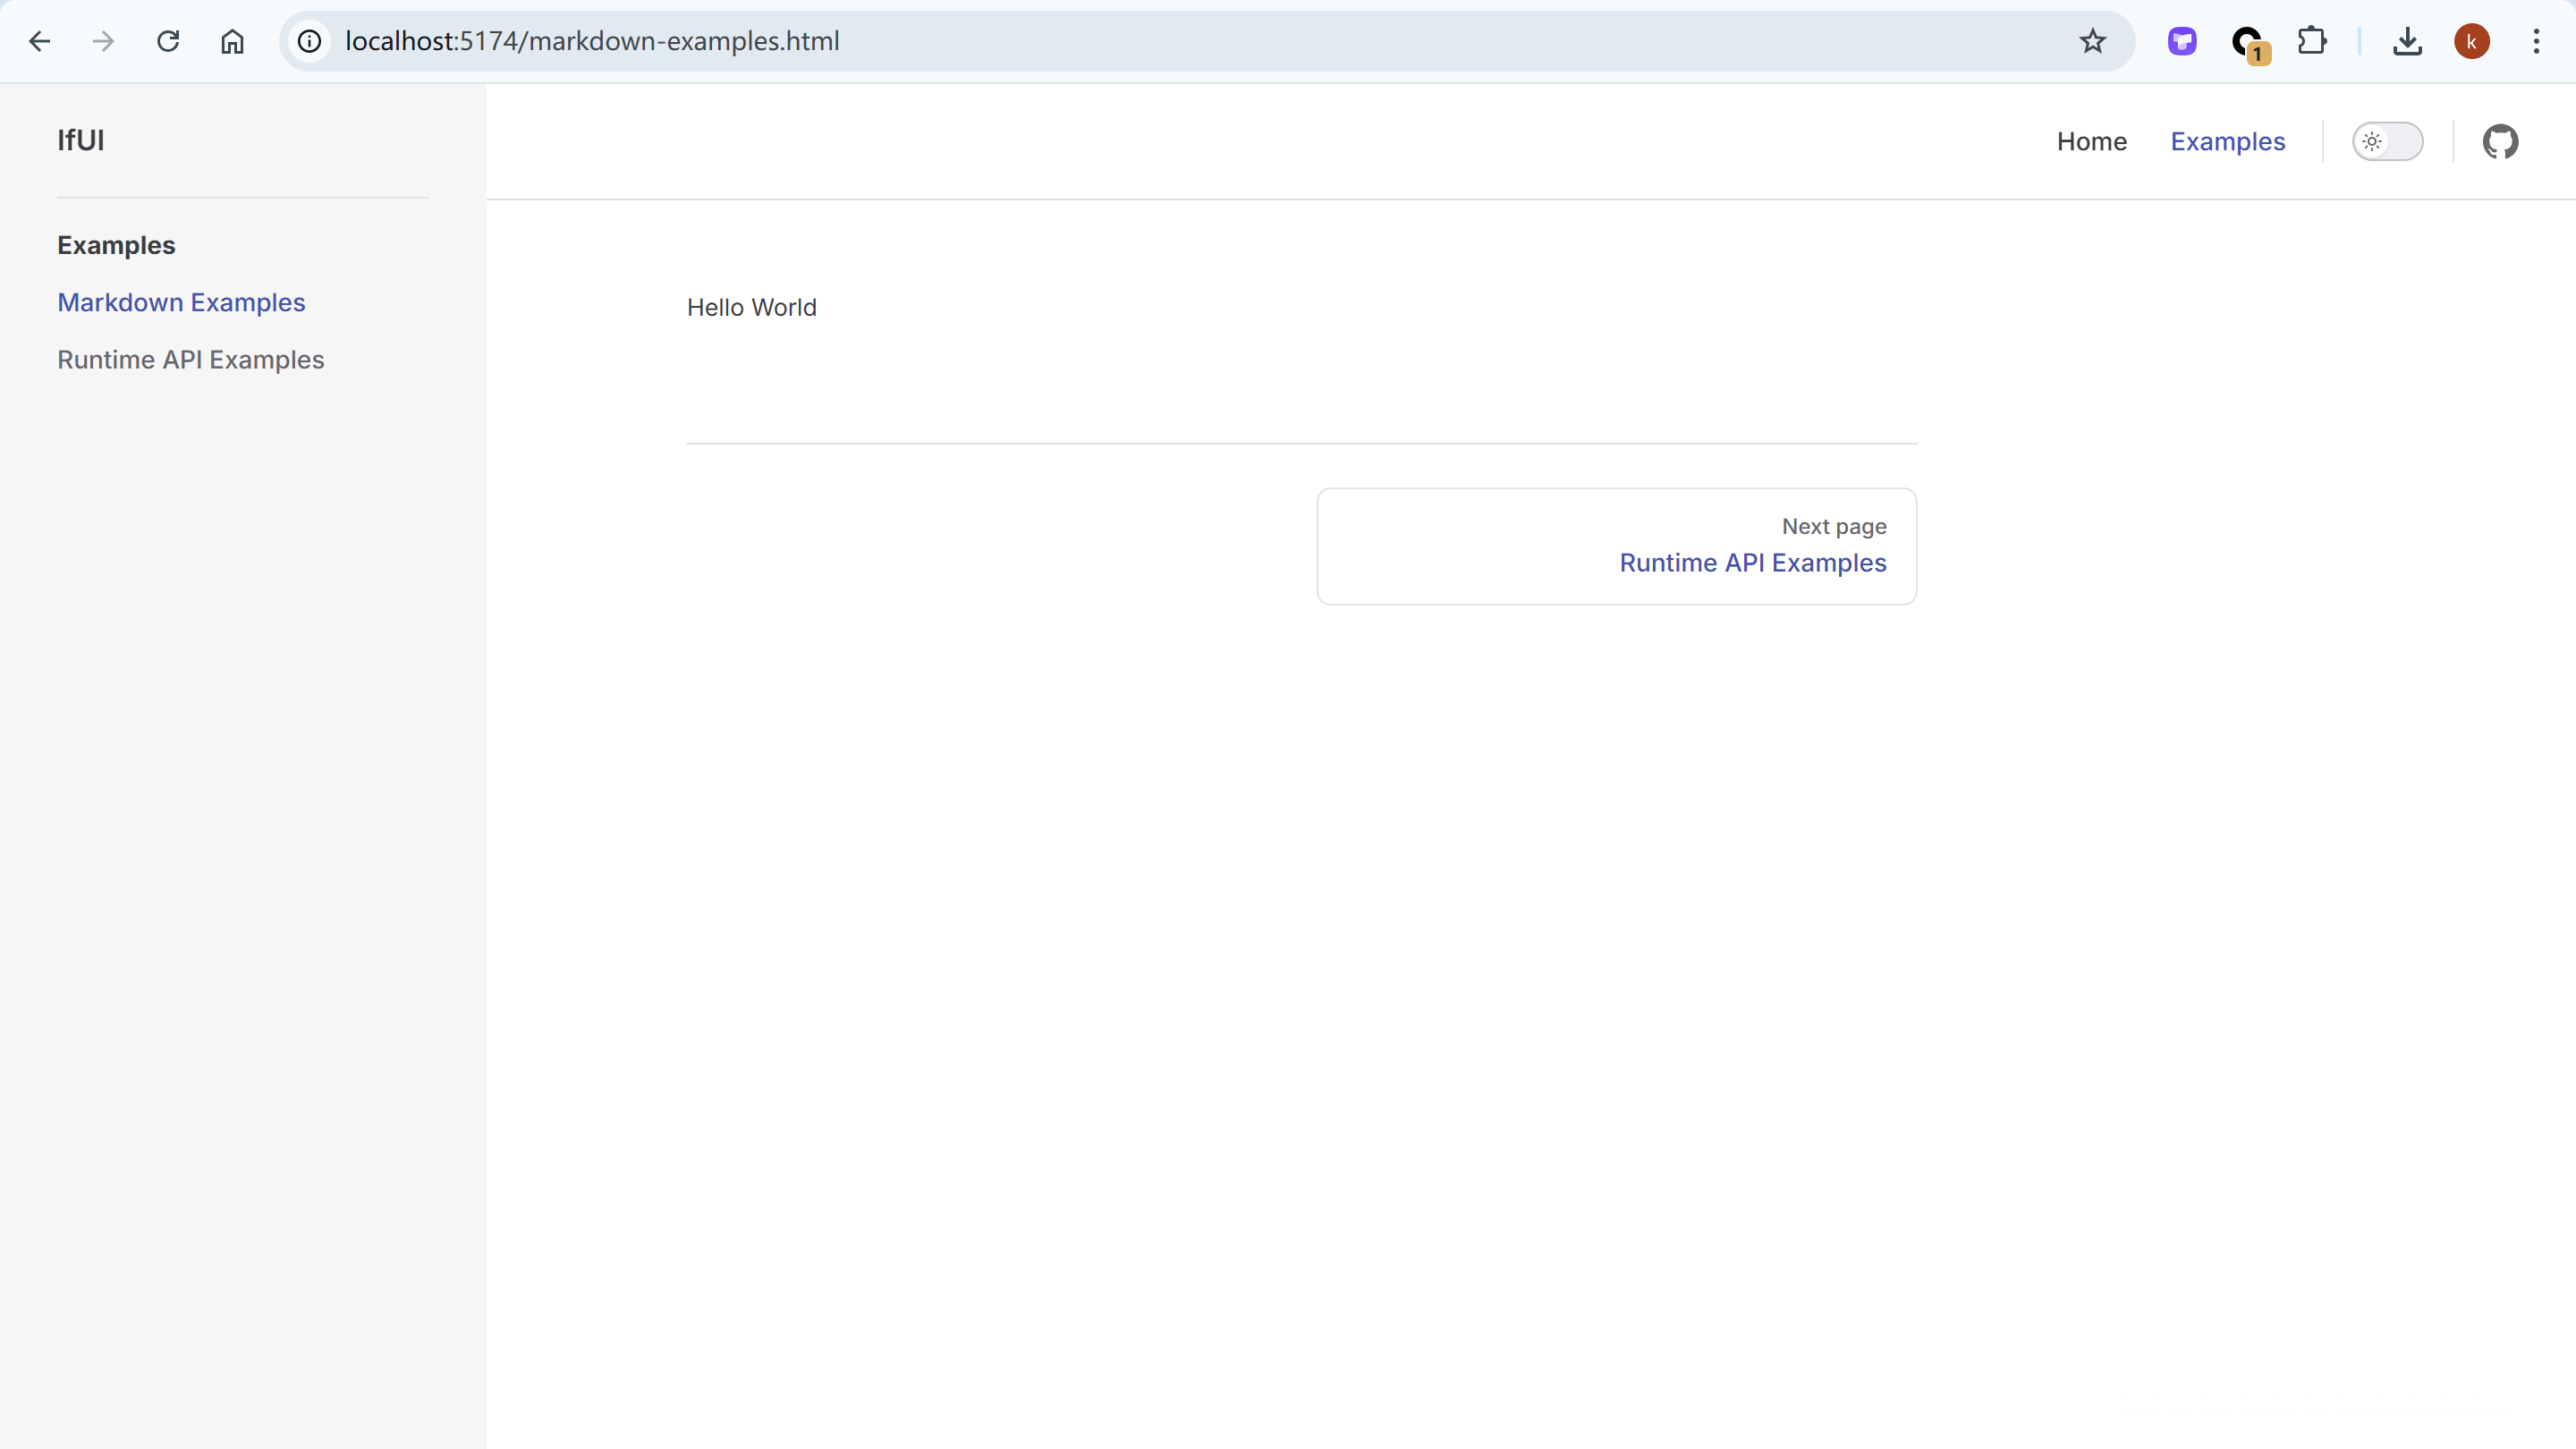 localhost:5174/markdown-examples.html
1
k
IfUI
Home
Examples
Examples
Markdown Examples
Runtime API Examples
Hello World
Next page
Runtime API Examples